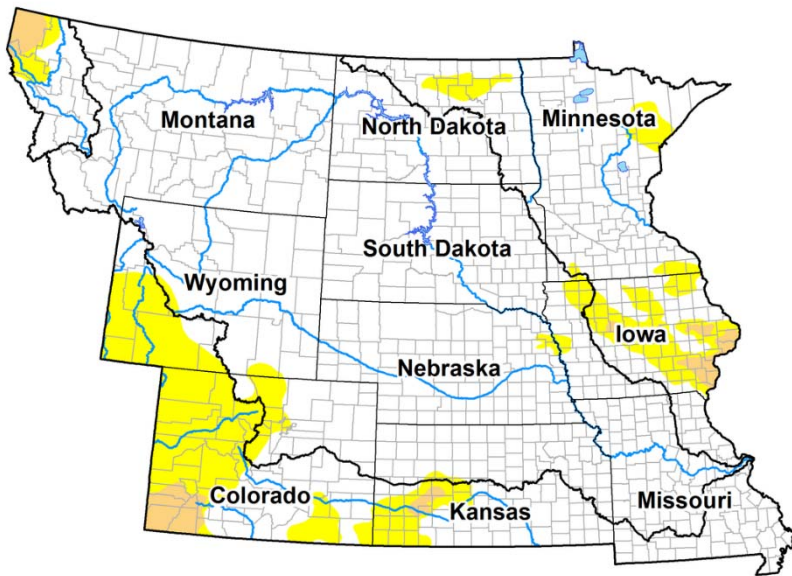 Montana
North Dakota
Minnesota
South Dakota
Wyoming
Iowa
Nebraska
Colorado
Kansas
Missouri